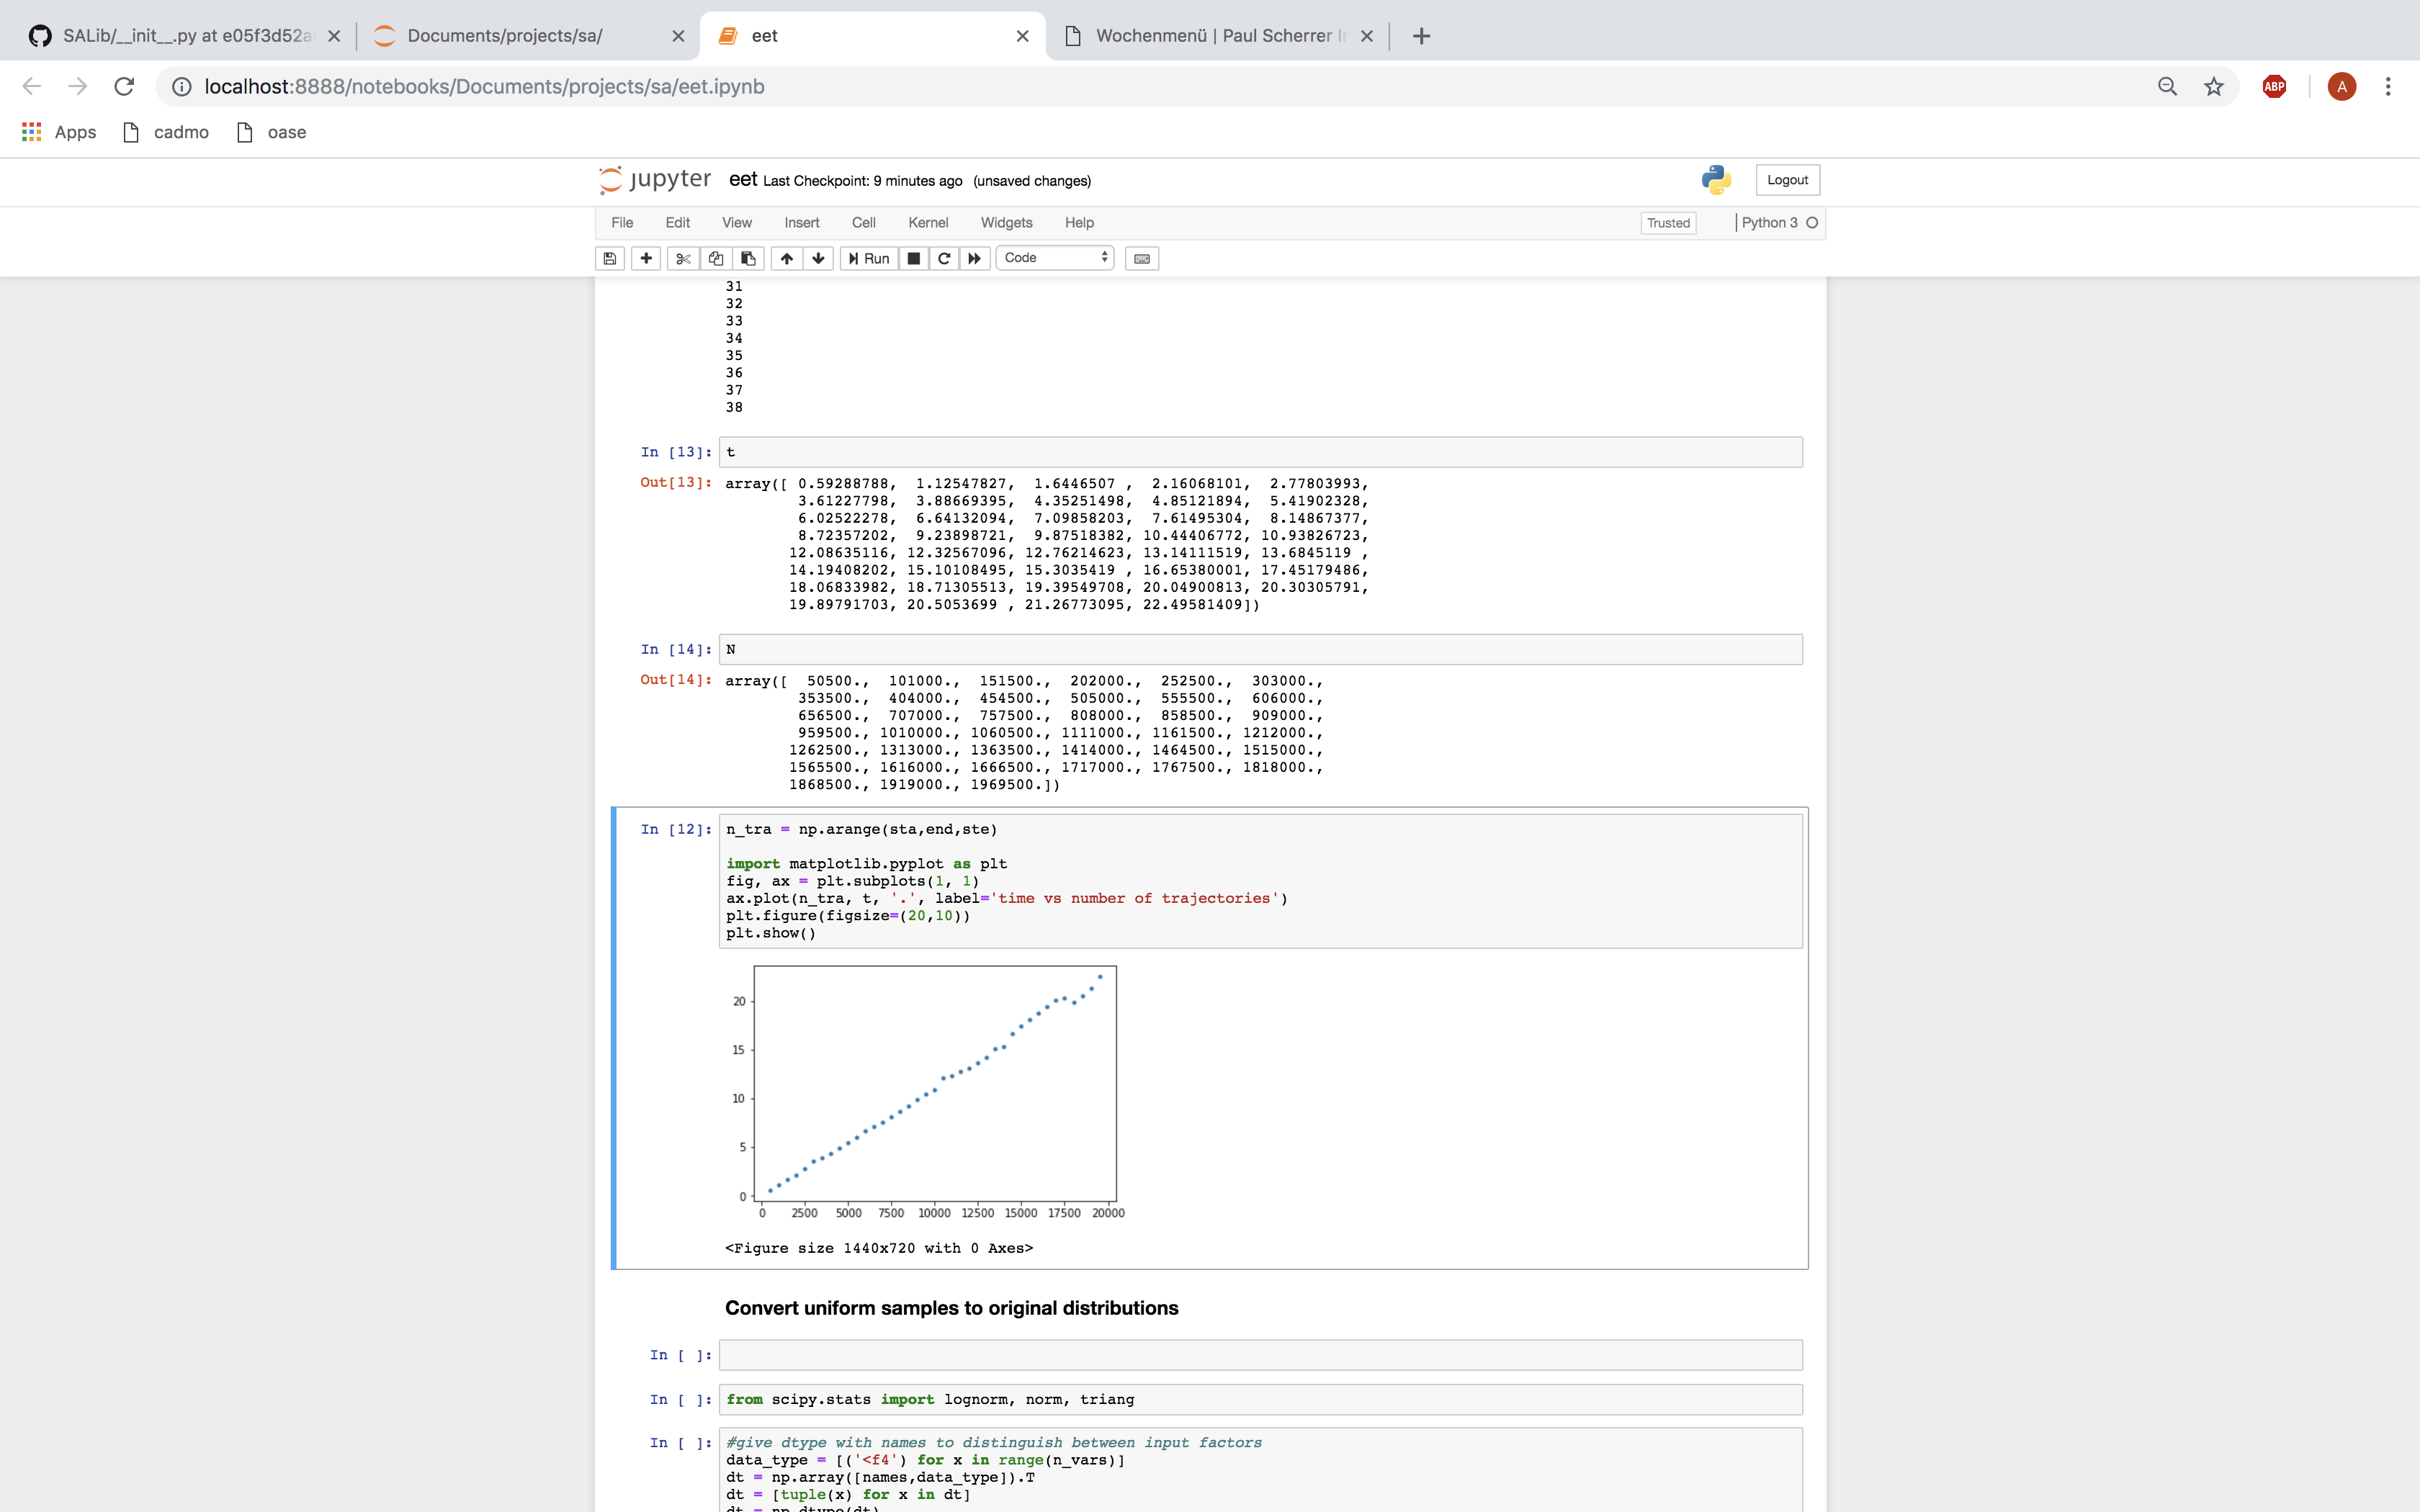 SALib/__init__.py at e05f3d52a
Documents/projects/sa/
eet
Wochenmenü | Paul Scherrer
localhost:8888/notebooks/Documents/projects/sa/eet.ipynb
ABP
A
Apps
cadmo
oase
jupyter eet Last Checkpoint: 9 minutes ago (unsaved changes)
Logout
File Edit View Insert Cell Kernel Widgets Help
Trusted
Python 3
Run
Code
31
32
33
34
35
36
37
38
In [13]: t
Out[13]: array([ 0.59288788, 1.12547827, 1.6446507 , 2.16068101, 2.77803993,
3.61227798, 3.88669395, 4.35251498, 4.85121894, 5.41902328,
6.02522278, 6.64132094, 7.09858203, 7.61495304, 8.14867377,
8.72357202, 9.23898721, 9.87518382, 10.44406772, 10.93826723,
12.08635116, 12.32567096, 12.76214623, 13.14111519, 13.6845119 ,
14.19408202, 15.10108495, 15.3035419 , 16.65380001, 17.45179486,
18.06833982, 18.71305513, 19.39549708, 20.04900813, 20.30305791,
19.89791703, 20.5053699 , 21.26773095, 22.49581409])
In [14]: N
Out[14]: array([ 50500., 101000., 151500., 202000., 252500., 303000.,
353500., 404000., 454500., 505000., 555500., 606000.,
656500., 707000., 757500., 808000., 858500., 909000.,
959500., 1010000., 1060500., 1111000., 1161500., 1212000.,
1262500., 1313000., 1363500., 1414000., 1464500., 1515000.,
1565500., 1616000., 1666500., 1717000., 1767500., 1818000.,
1868500., 1919000., 1969500.])
In [12]: n_tra = np.arange(sta,end,ste)
import matplotlib.pyplot as plt
fig, ax = plt.subplots(1, 1)
ax.plot(n_tra, t, '.', label='time vs number of trajectories')
plt.figure(figsize=(20,10))
plt.show()
20
15
10
5
0
0 2500 5000 7500 10000 12500 15000 17500 20000
<Figure size 1440x720 with 0 Axes>
Convert uniform samples to original distributions
In [ ]:
In [ ]: from scipy.stats import lognorm, norm, triang
In [ ]: #give dtype with names to distinguish between input factors
data_type = [('<f4') for x in range(n_vars)]
dt = np.array([names,data_type]).T
dt = [tuple(x) for x in dt]
dt = np.dtype(dt)